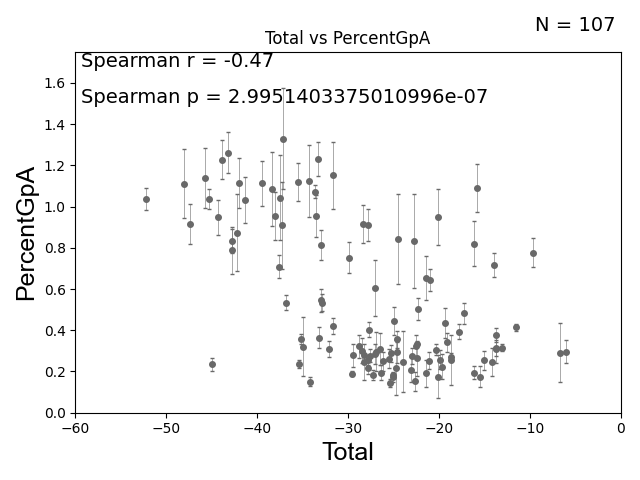 N = 107
Total vs PercentGpA
Spearman r = -0.47
Spearman p = 2.9951403375010996e-07
PercentGpA
1.6
1.4
1.2
1.0
0.8
0.6
0.4
0.2
0.0
−60 −50 −40 −30 −20 −10 0
Total